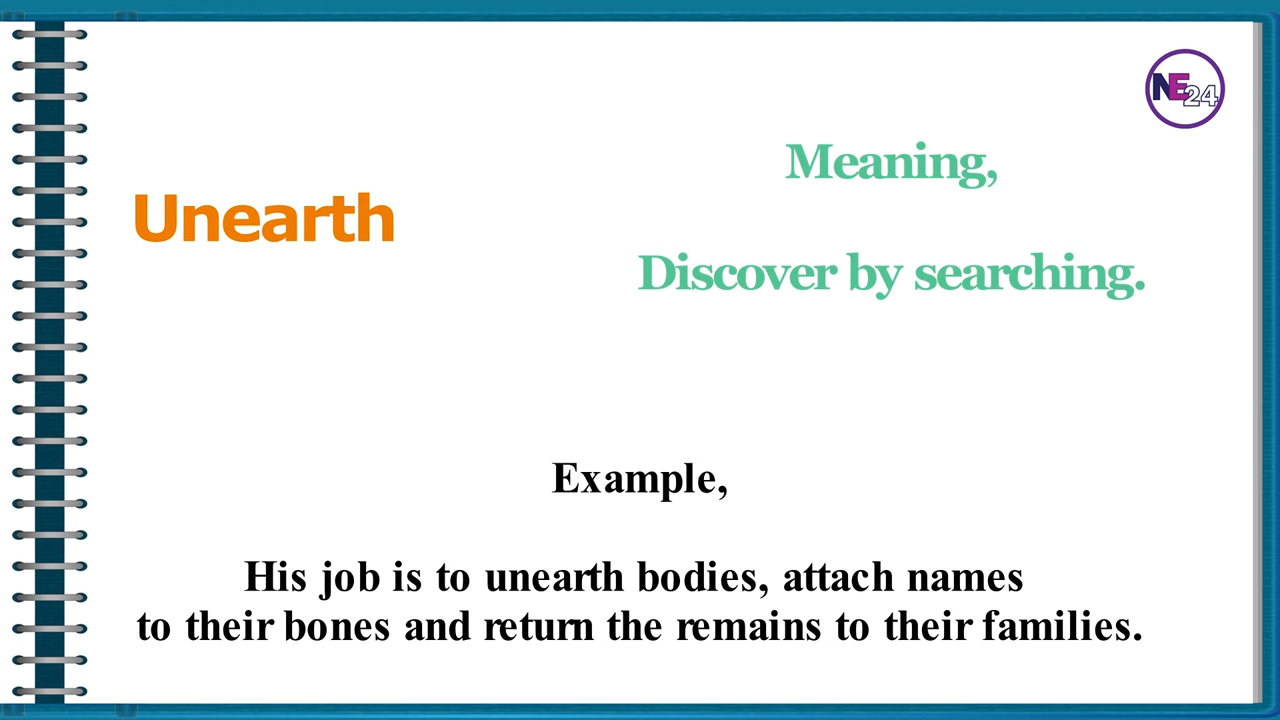 NE24
Meaning,
Unearth
Discover by searching.
Example,
His job is to unearth bodies, attach names
to their bones and return the remains to their families.